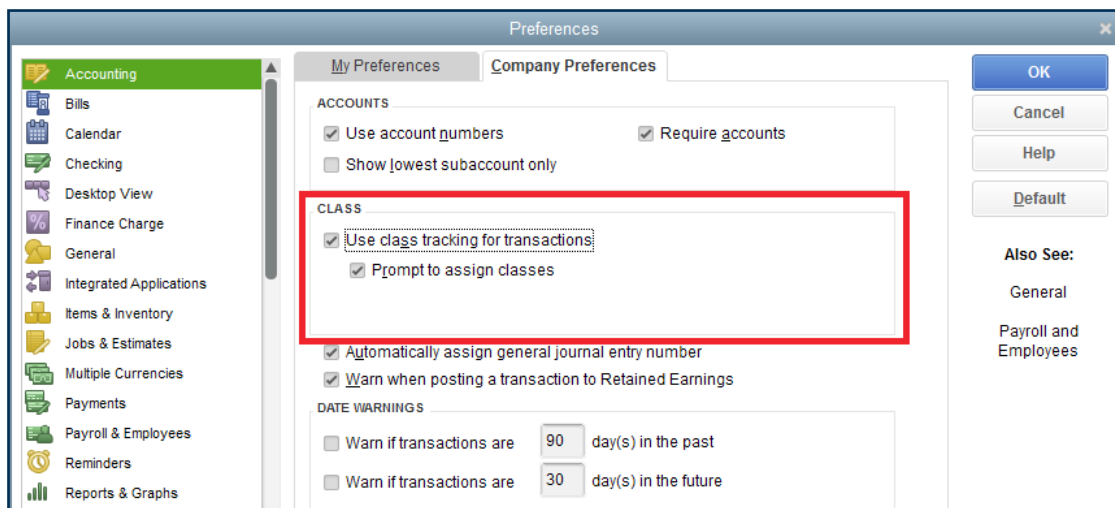 Preferences
Accounting
Bills
Calendar
Checking
Desktop View
Finance Charge
General
Integrated Applications
Items & Inventory
Jobs & Estimates
Multiple Currencies
Payments
Payroll & Employees
Reminders
Reports & Graphs
My Preferences
Company Preferences
ACCOUNTS
Use account numbers
Require accounts
Show lowest subaccount only
CLASS
Use class tracking for transactions
Prompt to assign classes
Automatically assign general journal entry number
Warn when posting a transaction to Retained Earnings
DATE WARNINGS
Warn if transactions are 90 day(s) in the past
Warn if transactions are 30 day(s) in the future
OK
Cancel
Help
Default
Also See:
General
Payroll and
Employees